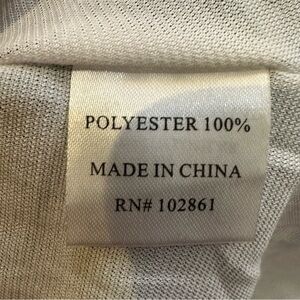 POLYESTER 100%
MADE IN CHINA
RN# 102861